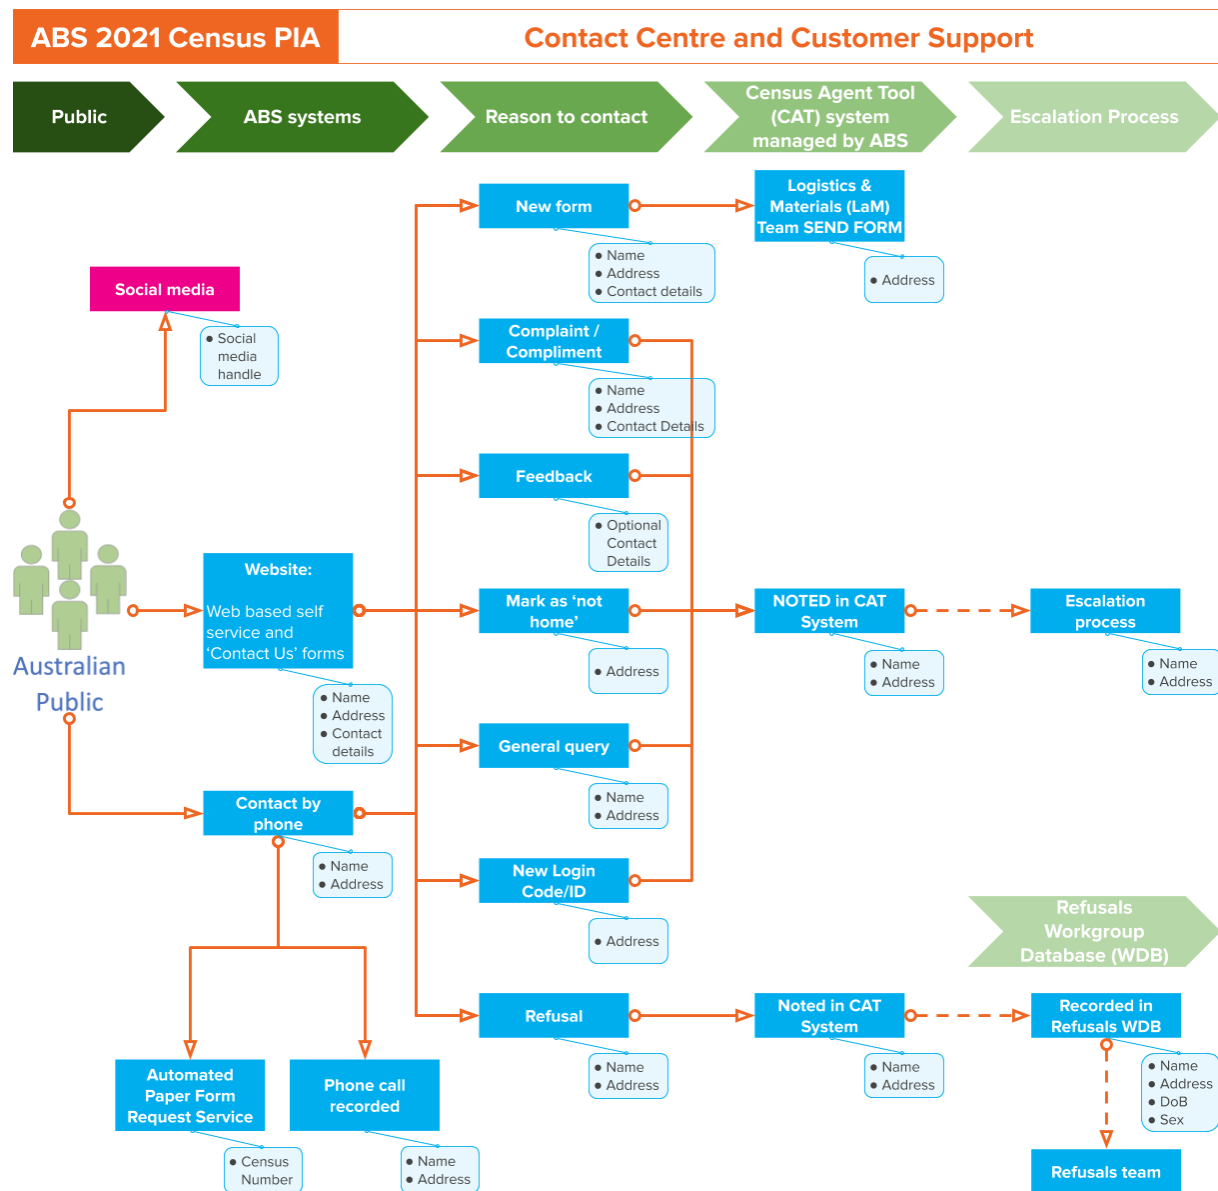 ABS 2021 Census PIA
Contact Centre and Customer Support
Public
ABS systems
Reason to contact
Census Agent Tool
(CAT) system
managed by ABS
Escalation Process
New form
● Name
● Address
● Contact details
Logistics &
Materials (LaM)
Team SEND FORM
● Address
Social media
● Social
media
handle
Complaint /
Compliment
● Name
● Address
● Contact Details
Feedback
● Optional
Contact
Details
Australian
Public
Website:
Web based self
service and
‘Contact Us’ forms
● Name
● Address
● Contact
details
Mark as ‘not
home’
● Address
NOTED in CAT
System
● Name
● Address
Escalation
process
● Name
● Address
General query
● Name
● Address
Contact by
phone
● Name
● Address
New Login
Code/ID
● Address
Refusals
Workgroup
Database (WDB)
Refusal
● Name
● Address
Noted in CAT
System
● Name
● Address
Recorded in
Refusals WDB
● Name
● Address
● DoB
● Sex
Automated
Paper Form
Request Service
● Census
Number
Phone call
recorded
● Name
● Address
Refusals team